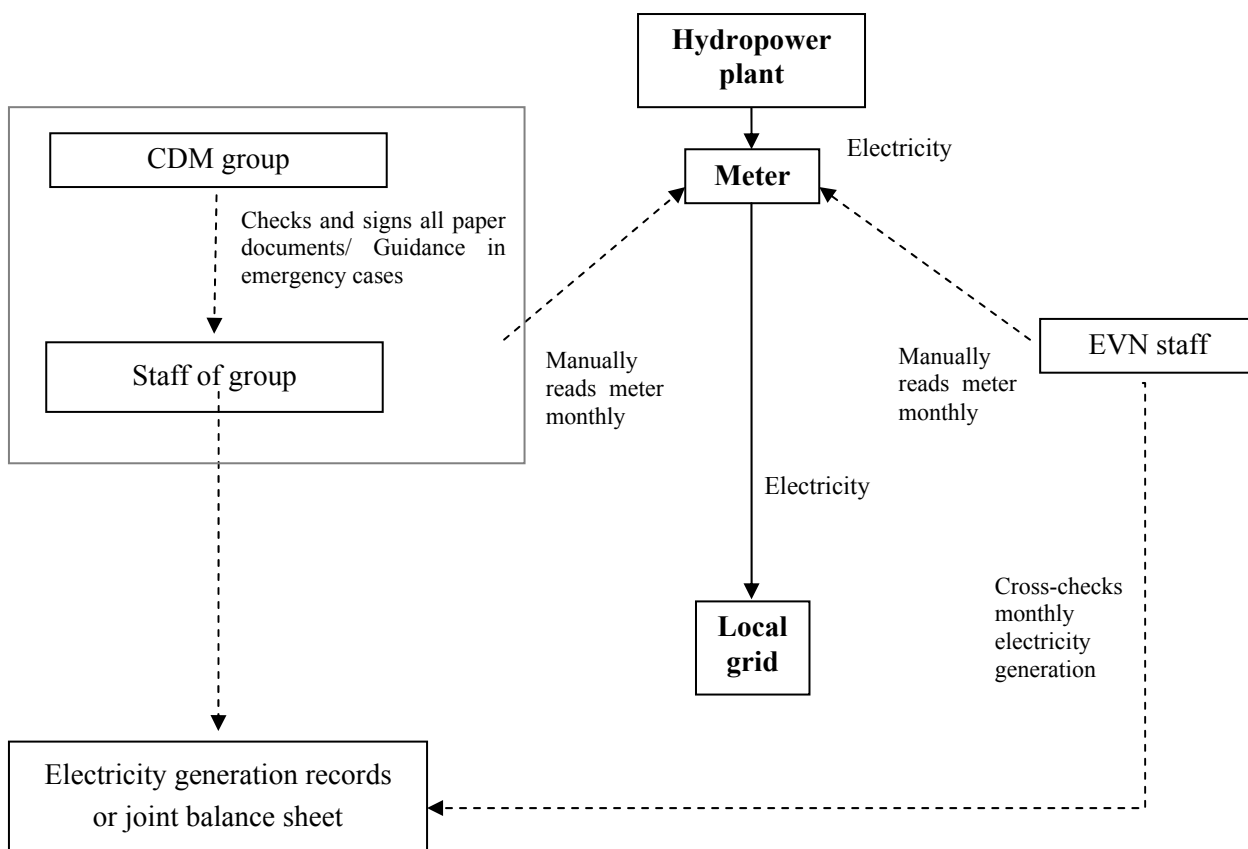 Hydropower
plant
Electricity
Meter
CDM group
Checks and signs all paper
documents/ Guidance in
emergency cases
Staff of group
Manually
reads meter
monthly
Manually
reads meter
monthly
EVN staff
Electricity
Local
grid
Cross-checks
monthly
electricity
generation
Electricity generation records
or joint balance sheet